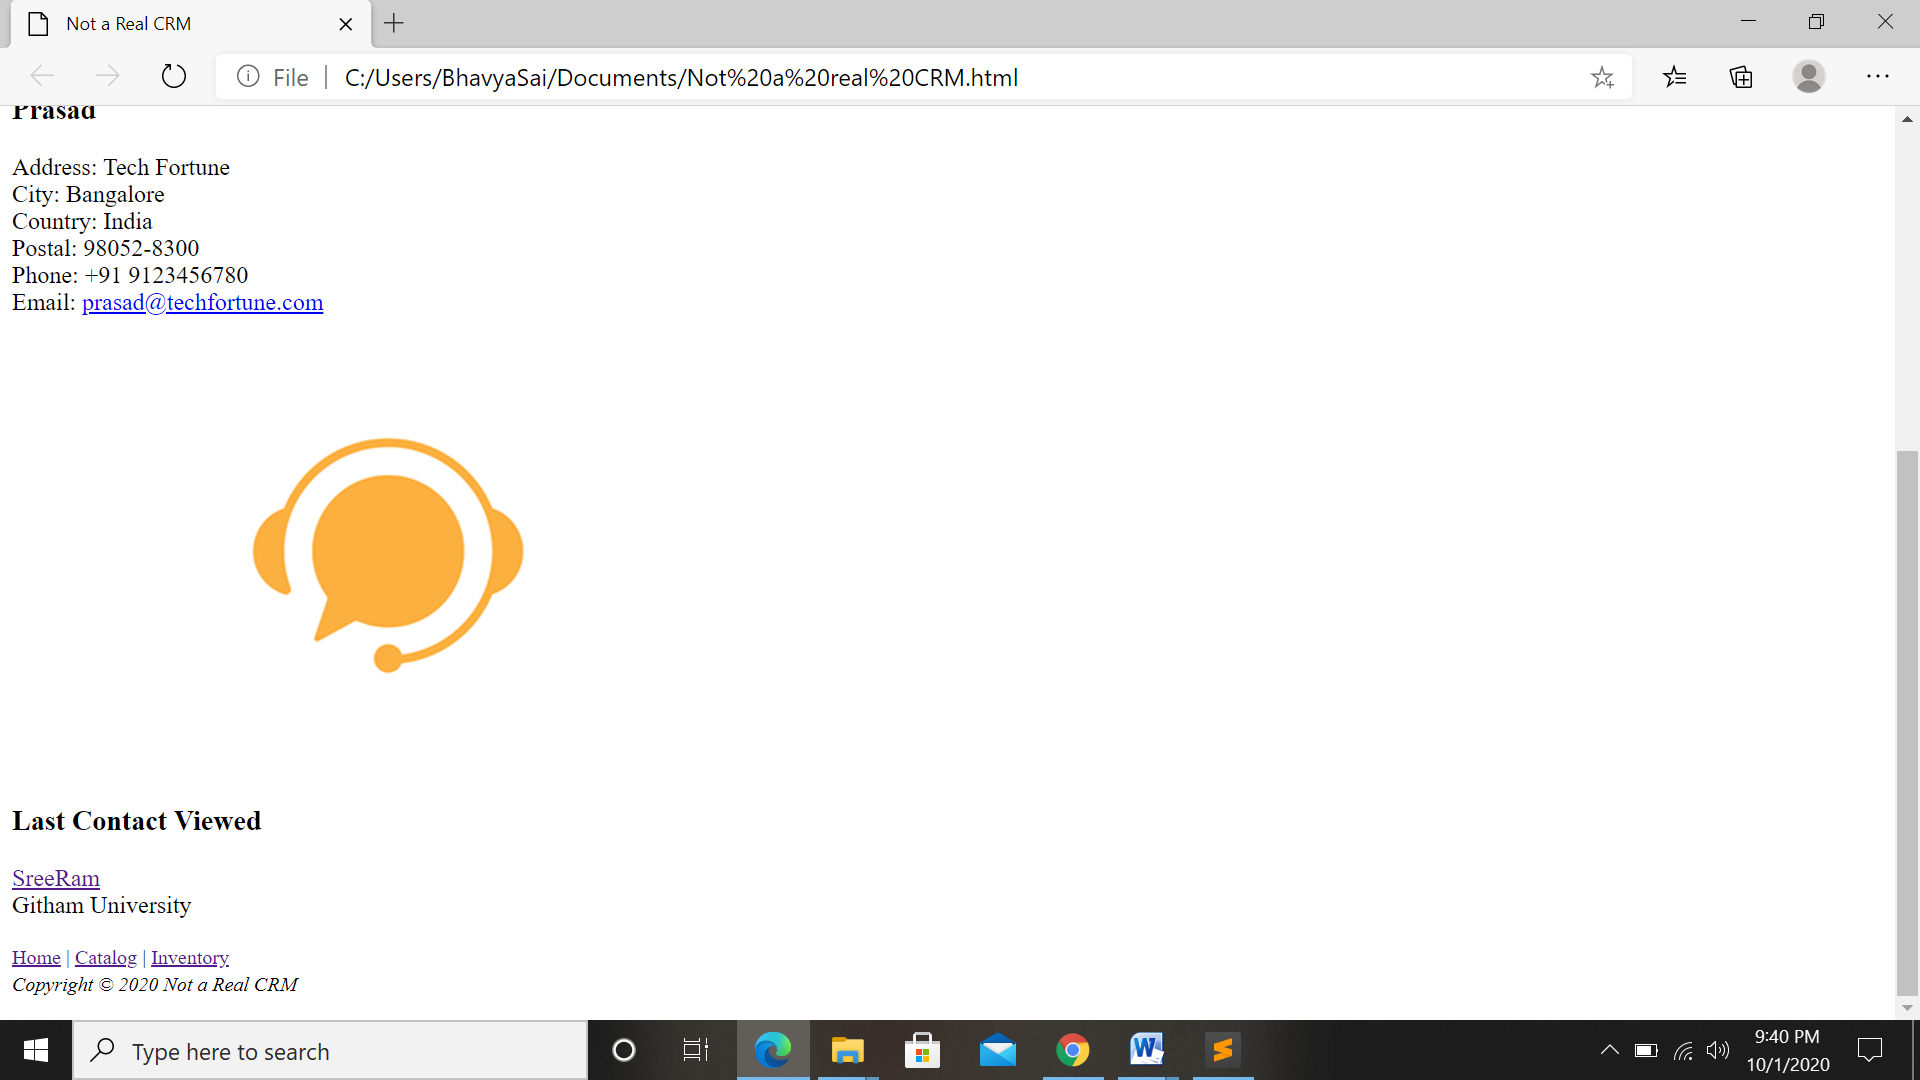 Not a Real CRM
File
C:/Users/BhavyaSai/Documents/Not%20a%20real%20CRM.html
Prasad
Address: Tech Fortune
City: Bangalore
Country: India
Postal: 98052-8300
Phone: +91 9123456780
Email: prasad@techfortune.com
Last Contact Viewed
SreeRam
Githam University
Home | Catalog | Inventory
Copyright © 2020 Not a Real CRM
Type here to search
9:40 PM
10/1/2020